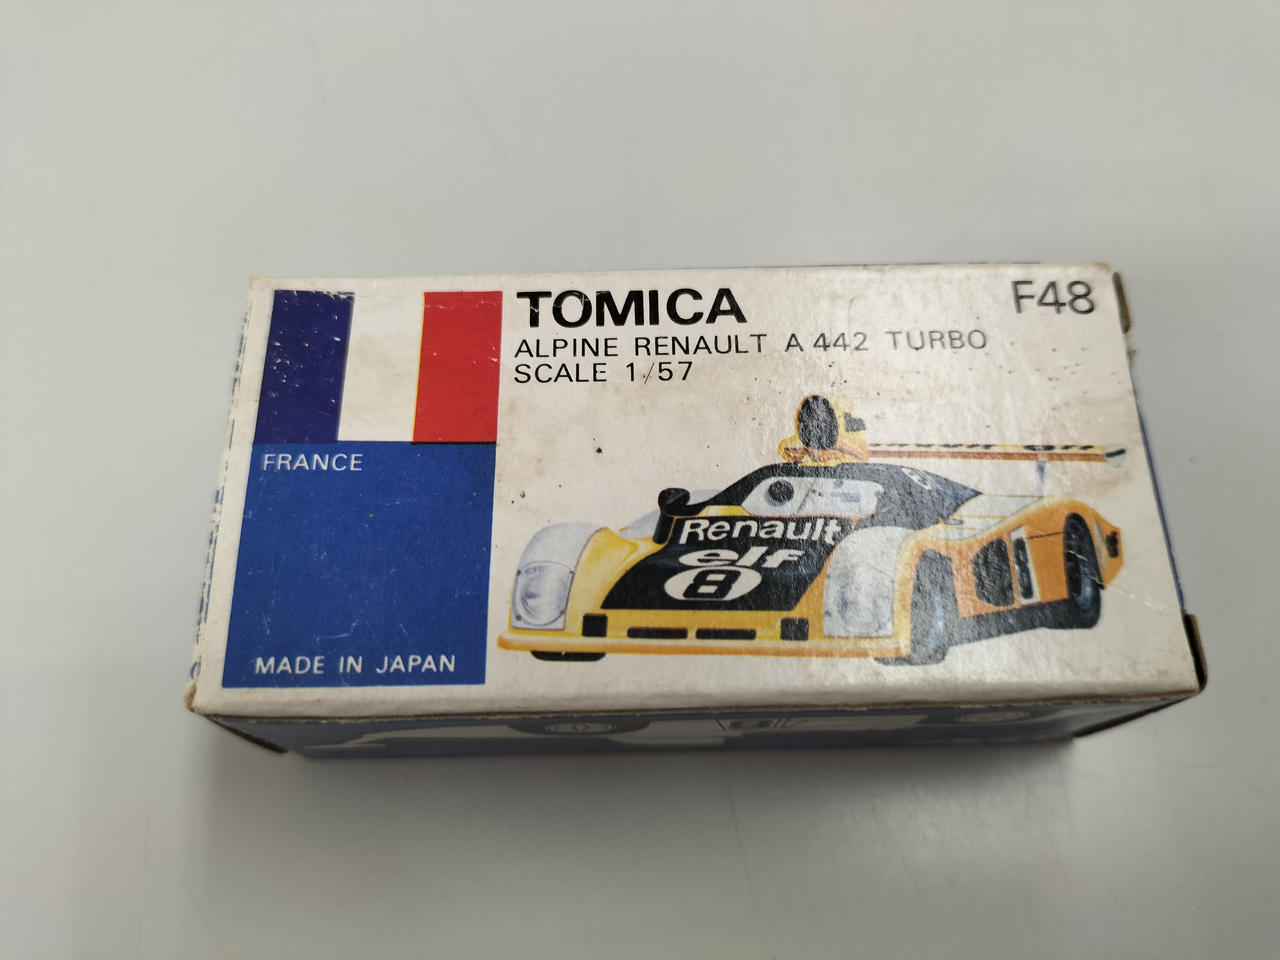 TOMICA
F48
ALPINE RENAULT A 442 TURBO
SCALE 1/57
FRANCE
Renault
elf
8
MADE IN JAPAN